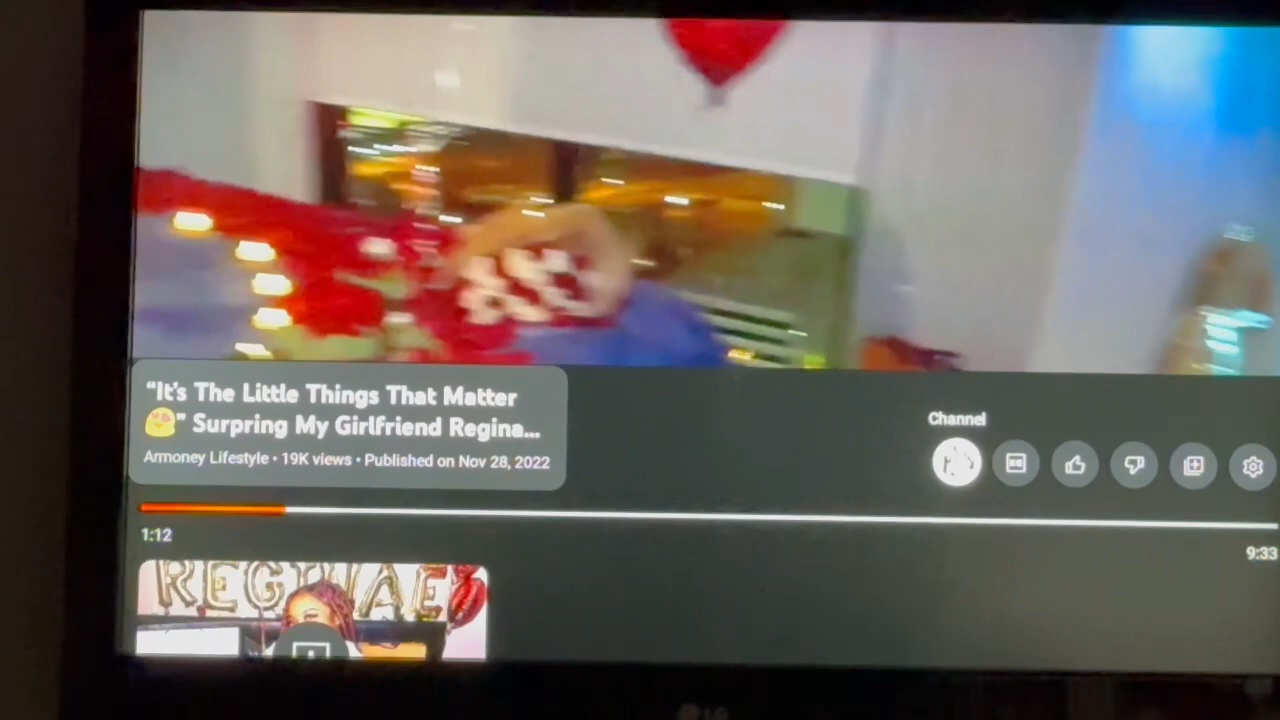 “It's The Little Things That Matter
😍” Surpring My Girlfriend Regina...
Armoney Lifestyle • 19K views • Published on Nov 28, 2022
Channel
1:12
9:33
REGINAE
LG